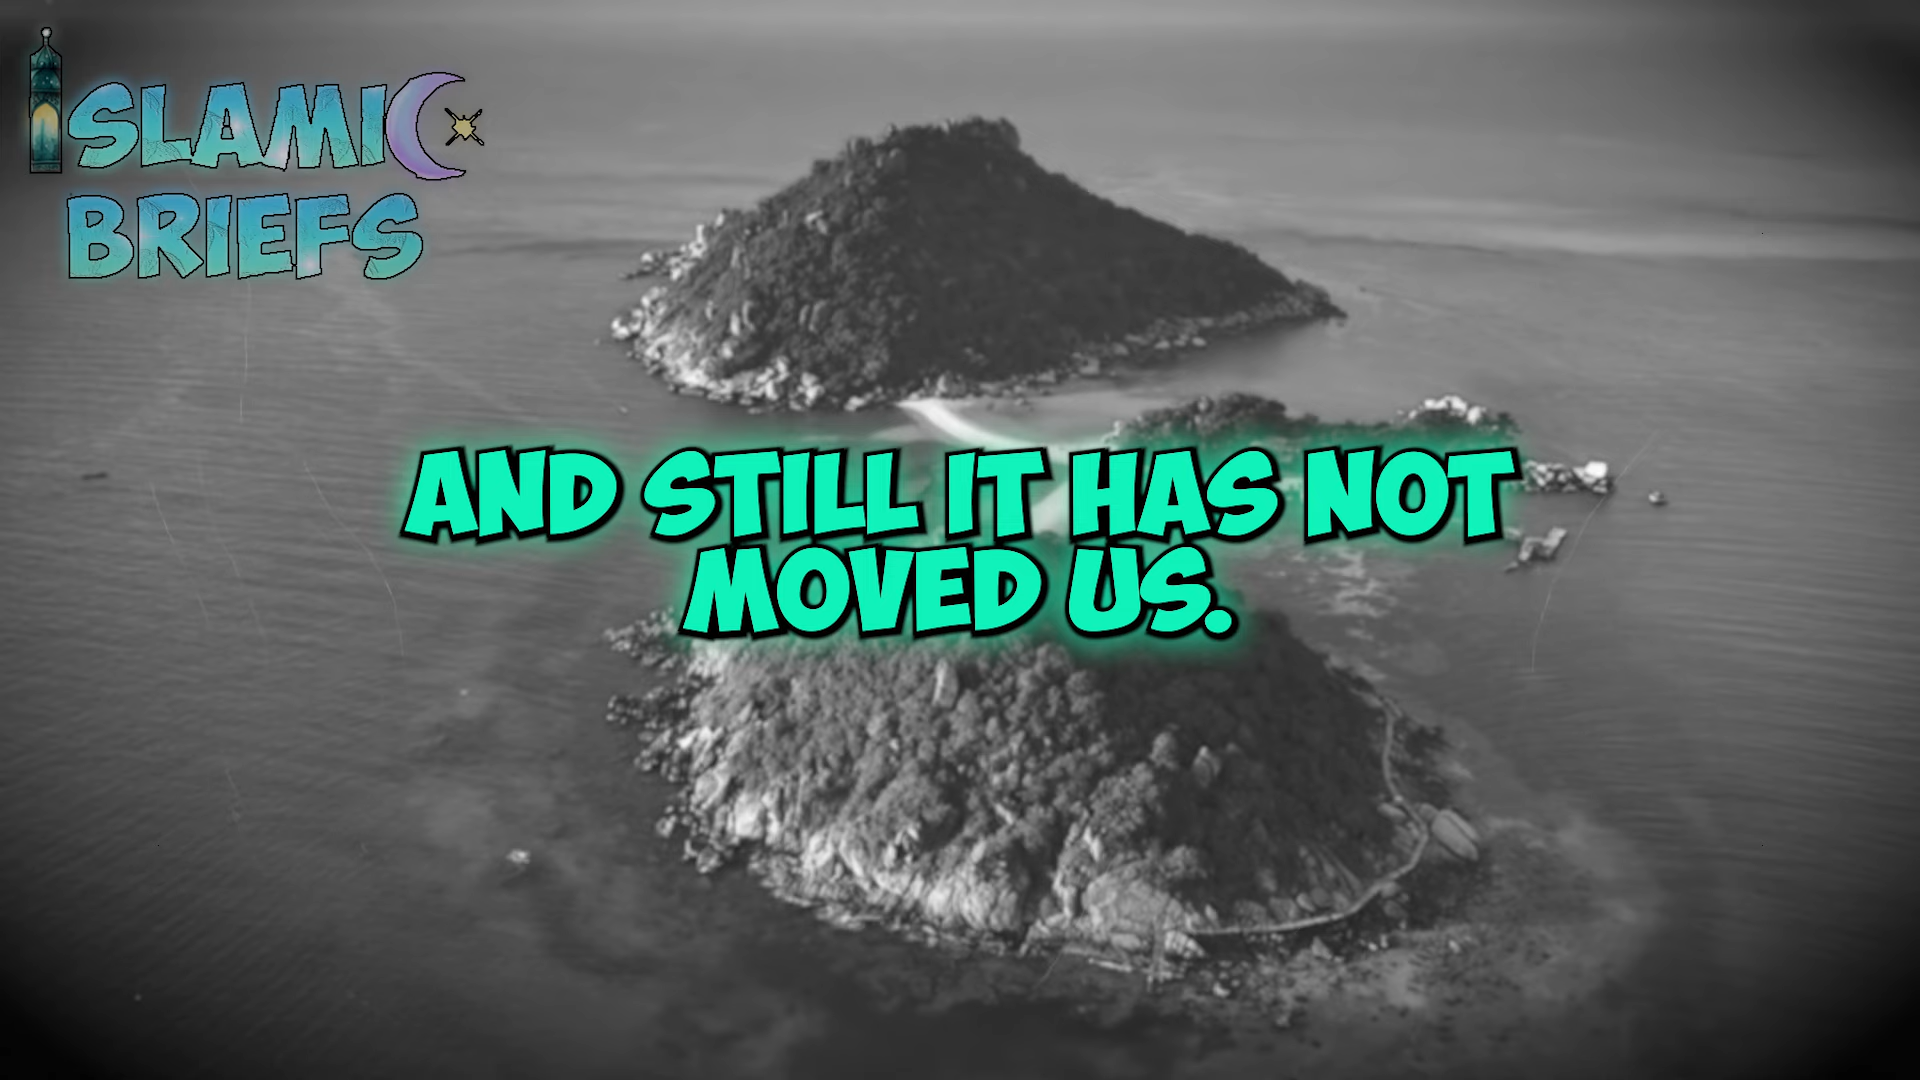 ISLAMIC
BRIEFS
AND STILL IT HAS NOT
MOVED US.